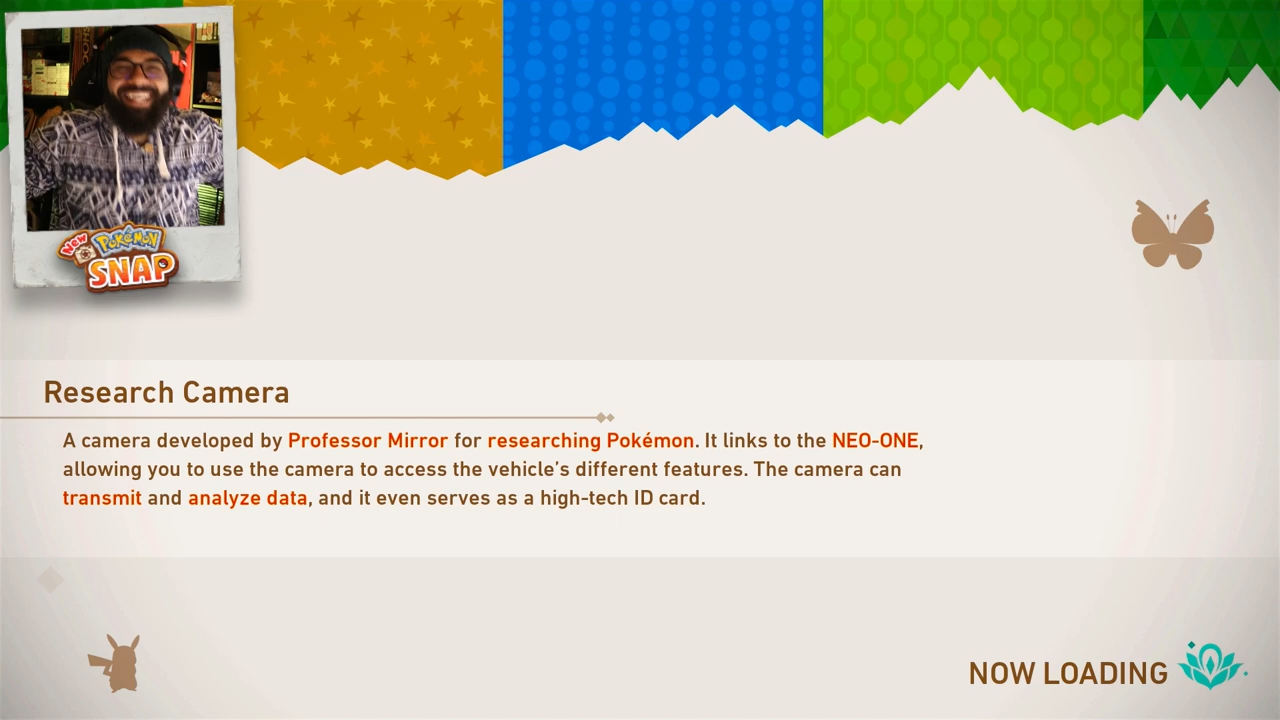 New
POKéMON
SNAP
Research Camera
A camera developed by Professor Mirror for researching Pokémon. It links to the NEO-ONE,
allowing you to use the camera to access the vehicle’s different features. The camera can
transmit and analyze data, and it even serves as a high-tech ID card.
NOW LOADING